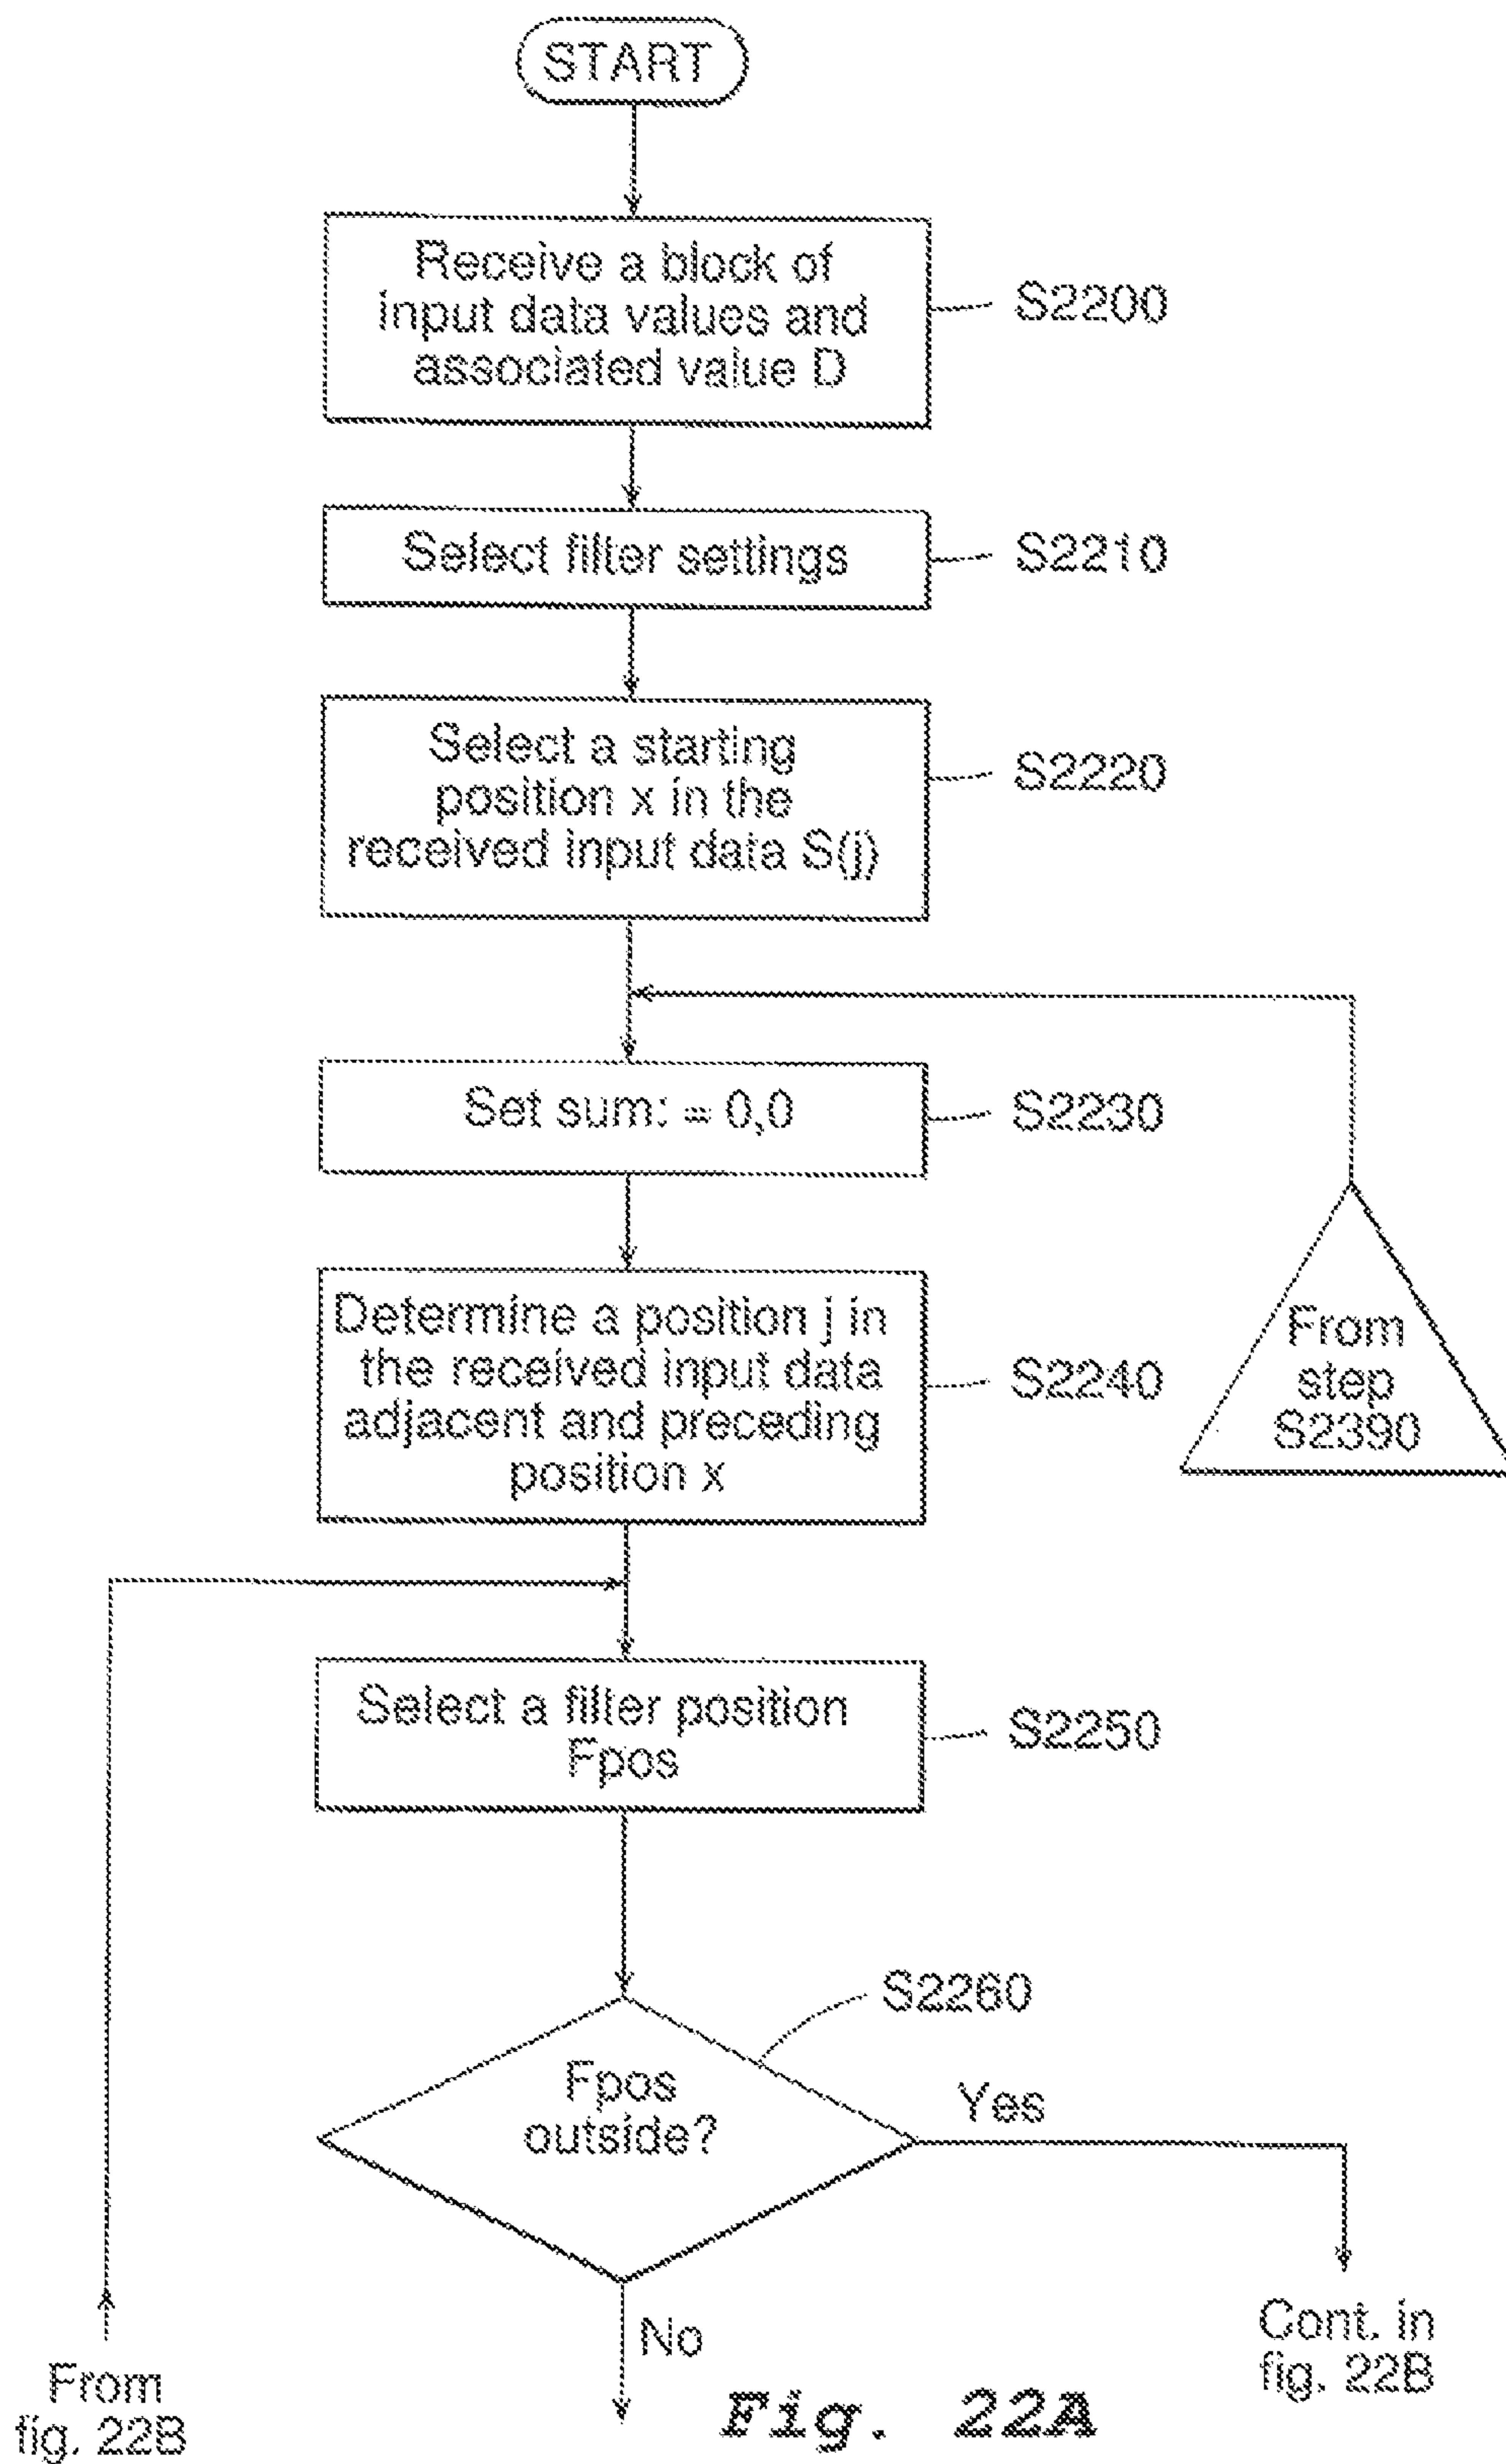 START
Receive a block of
input data values and
associated value D
S2200
Select filter settings
S2210
Select a starting
position x in the
received input data S(j)
S2220
Set sum: = 0,0
S2230
Determine a position j in
the received input data
adjacent and preceding
position x
S2240
From
step
S2390
Select a filter position
Fpos
S2250
S2260
Fpos
outside?
Yes
No
Cont. in
fig. 22B
From
fig. 22B
Fig. 22A